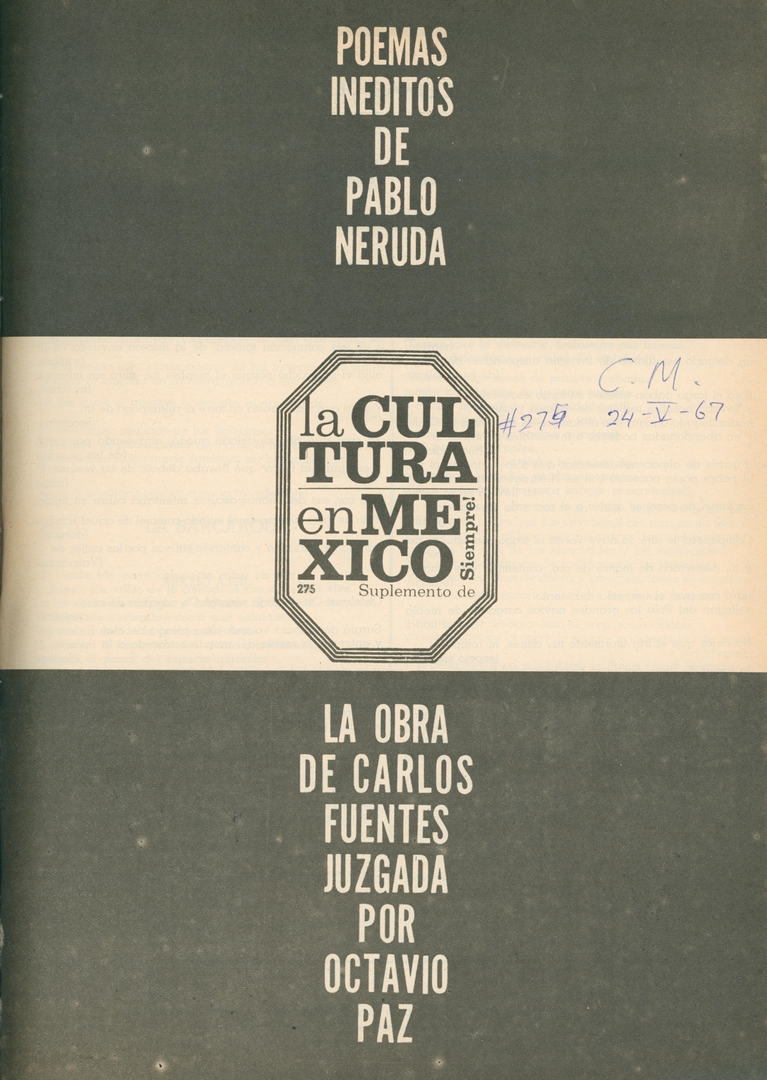 POEMAS
INEDITOS
DE
PABLO
NERUDA
C. M.
#275 24-V-67
la CUL
TURA
en ME
XICO
Siempre!
275
Suplemento de
LA OBRA
DE CARLOS
FUENTES
JUZGADA
POR
OCTAVIO
PAZ